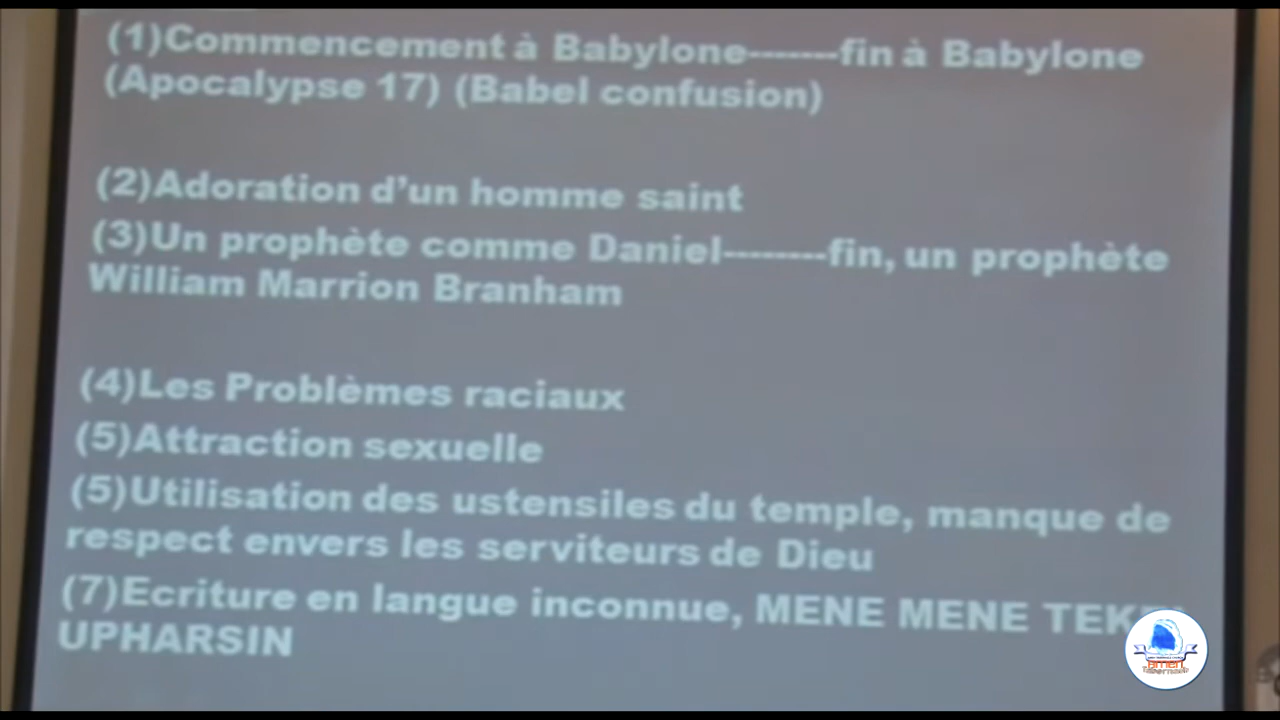 (1)Commencement à Babylone-------fin à Babylone
(Apocalypse 17) (Babel confusion)
(2)Adoration d’un homme saint
(3)Un prophète comme Daniel--------fin, un prophète
William Marrion Branham
(4)Les Problèmes raciaux
(5)Attraction sexuelle
(5)Utilisation des ustensiles du temple, manque de
respect envers les serviteurs de Dieu
(7)Ecriture en langue inconnue, MENE MENE
UPHARSIN